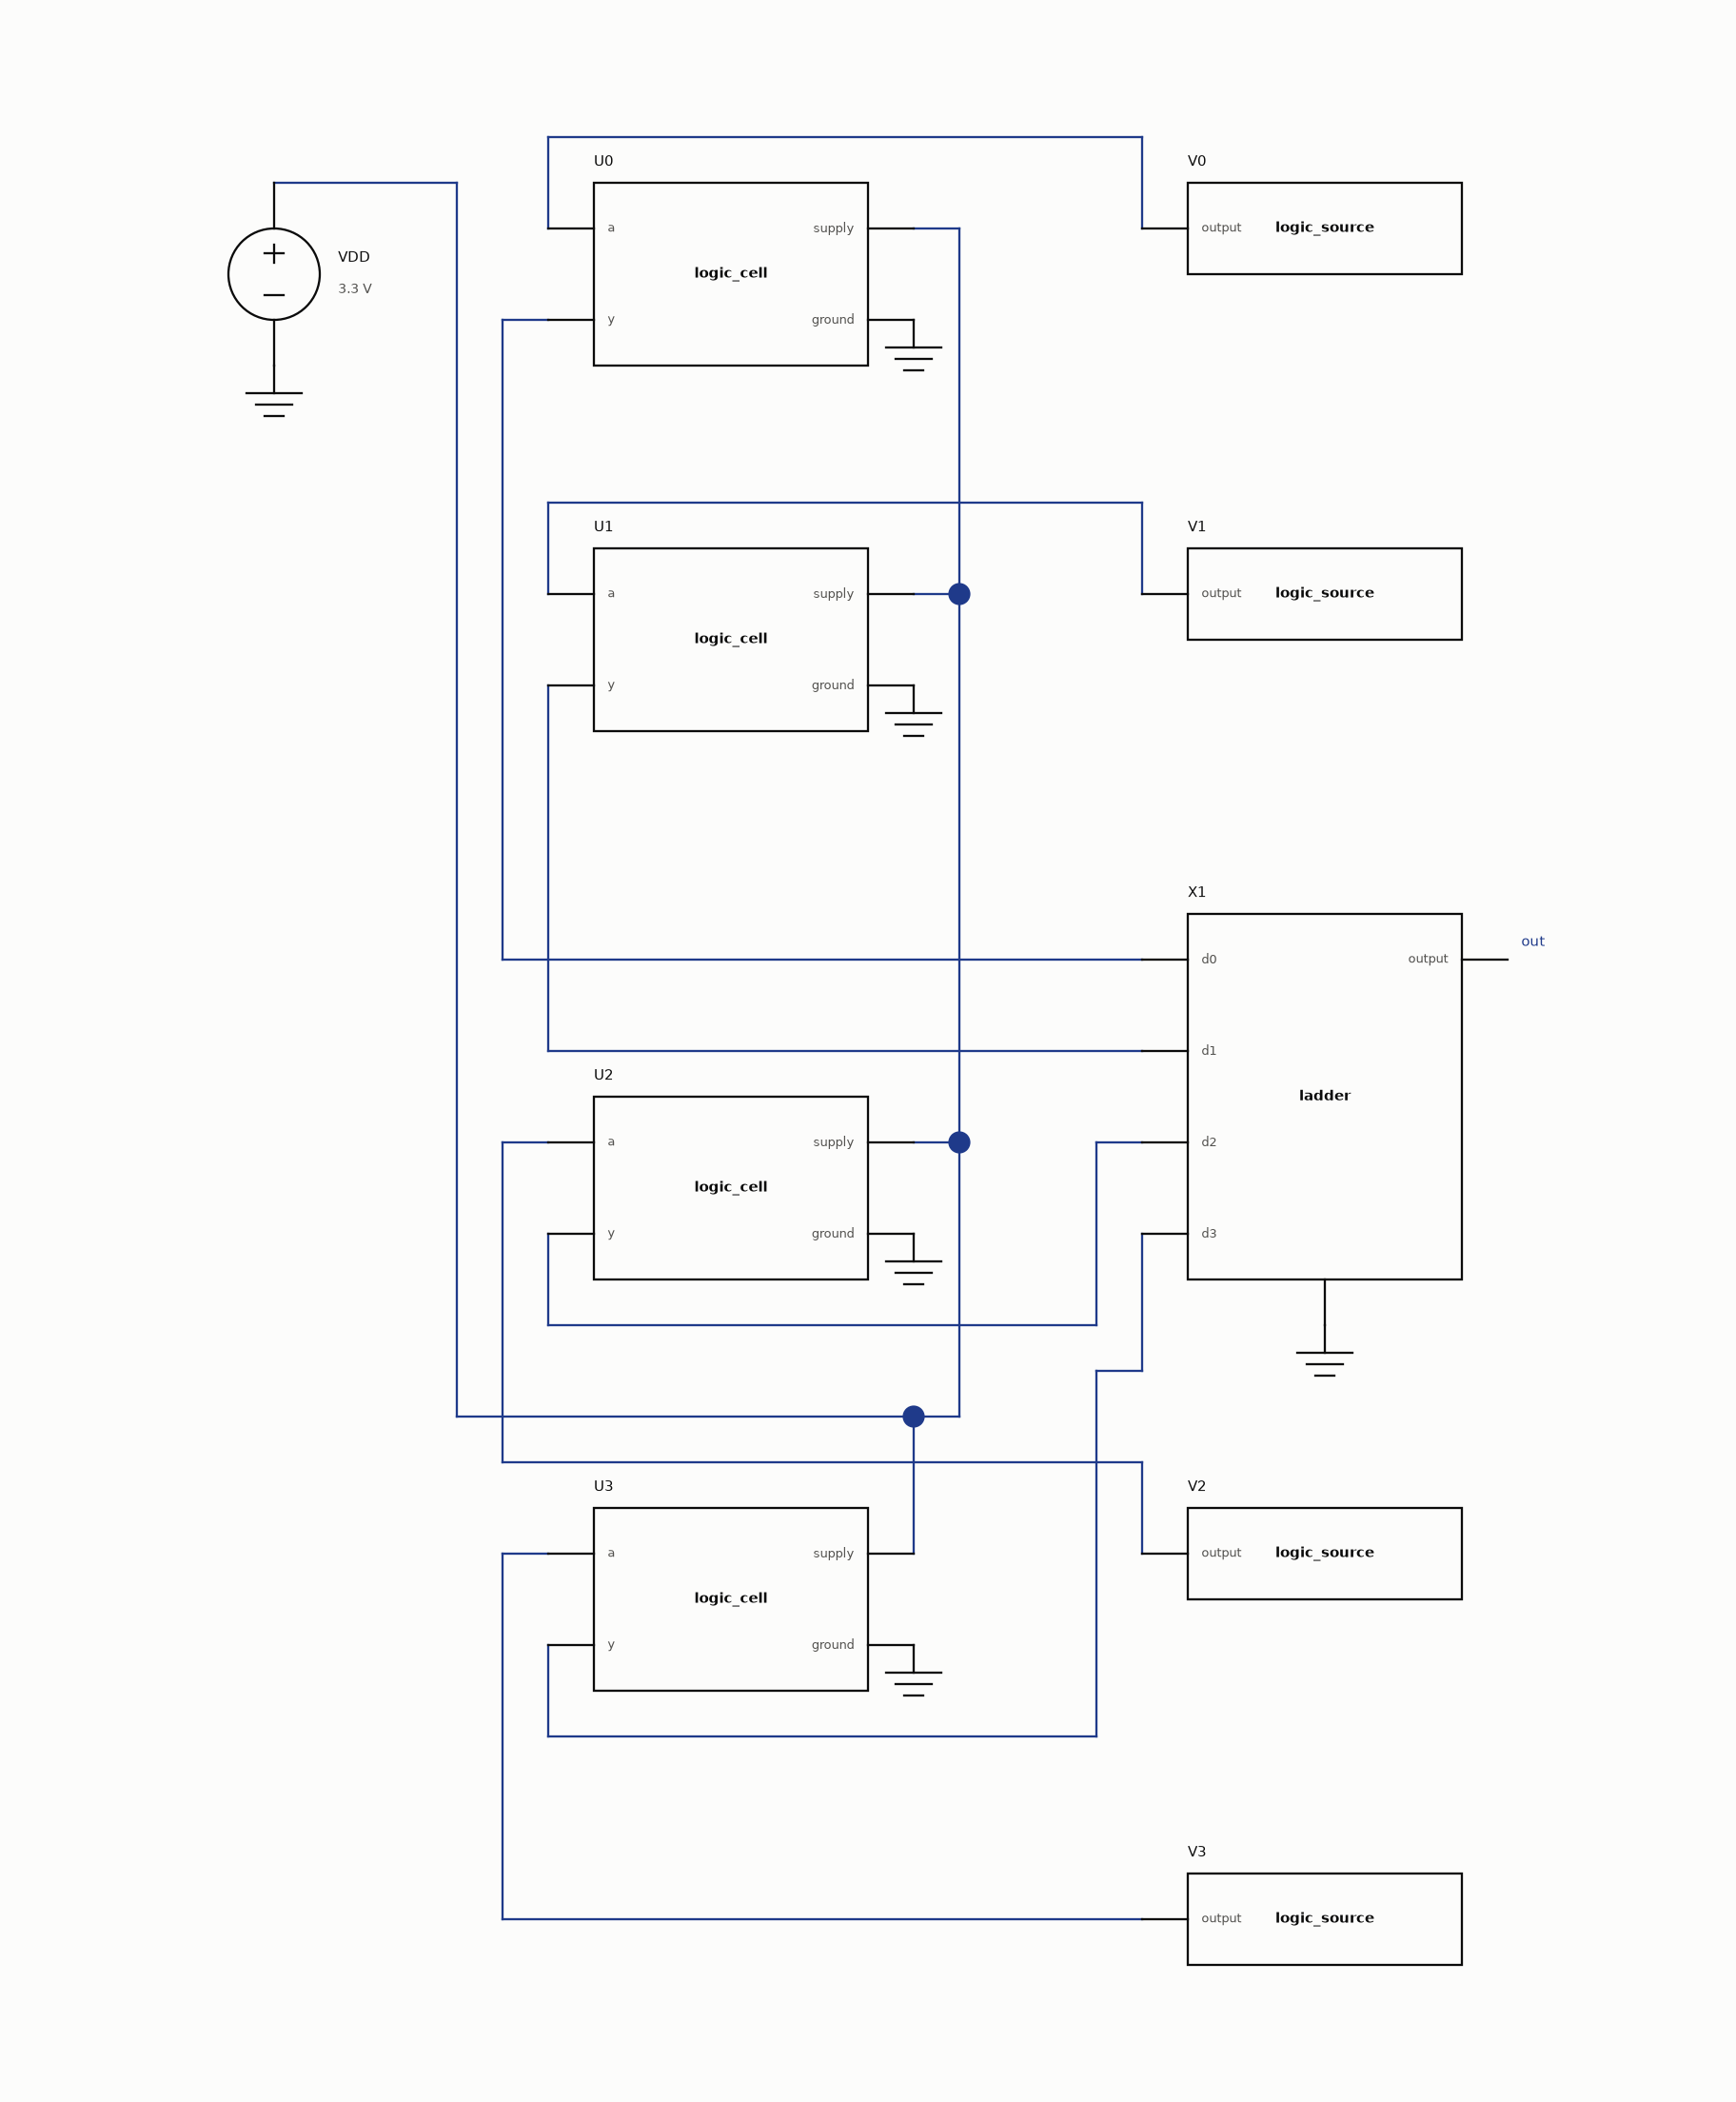 U0
V0
a
supply
output
logic_source
VDD
logic_cell
3.3 V
y
ground
U1
V1
a
supply
output
logic_source
logic_cell
y
ground
X1
out
d0
output
d1
U2
ladder
a
supply
d2
logic_cell
y
ground
d3
U3
V2
a
supply
output
logic_source
logic_cell
y
ground
V3
output
logic_source